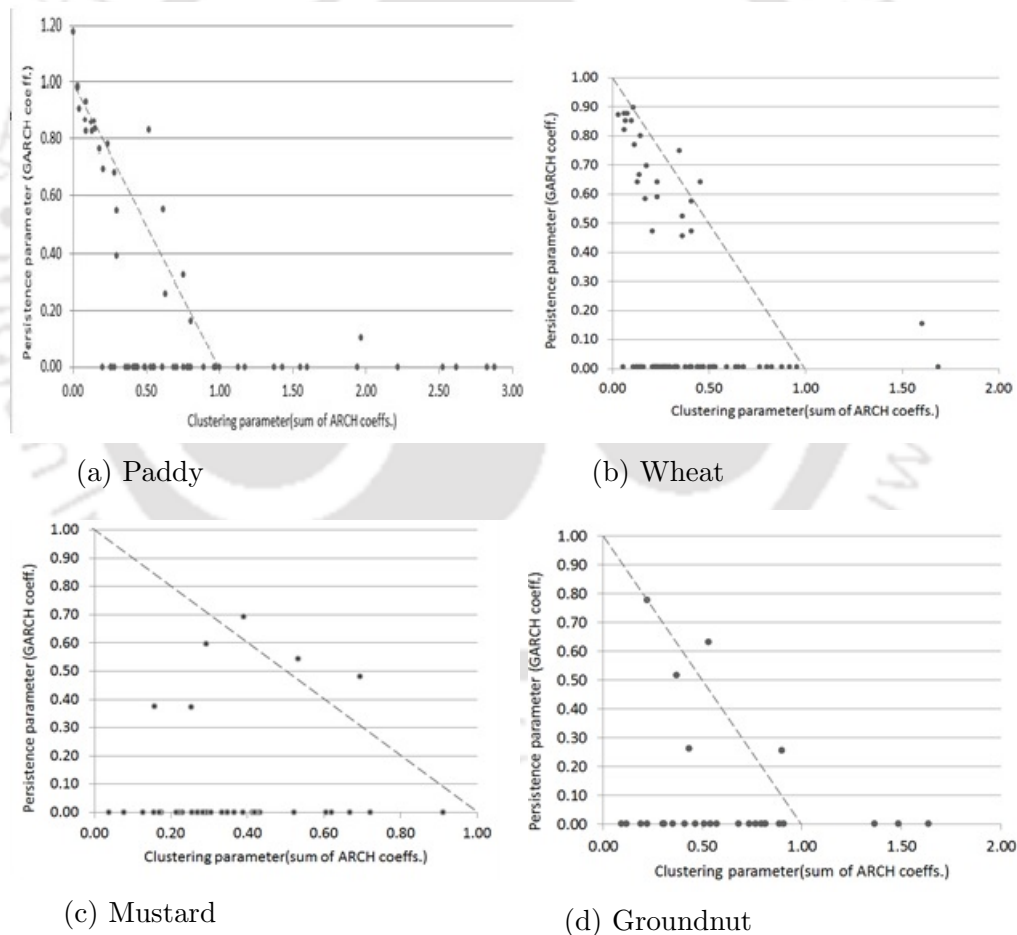 1.20
1.00
0.80
0.60
0.40
0.20
0.00
Persistence parameter (GARCH coeff.)
0.00 0.50 1.00 1.50 2.00 2.50 3.00
Clustering parameter(sum of ARCH coeffs.)
(a) Paddy
1.00
0.90
0.80
0.70
0.60
0.50
0.40
0.30
0.20
0.10
0.00
Persistence parameter (GARCH coeff.)
0.00 0.50 1.00 1.50 2.00
Clustering parameter(sum of ARCH coeffs.)
(b) Wheat
1.00
0.90
0.80
0.70
0.60
0.50
0.40
0.30
0.20
0.10
0.00
Persistence parameter (GARCH coeff.)
0.00 0.20 0.40 0.60 0.80 1.00
Clustering parameter(sum of ARCH coeffs.)
(c) Mustard
1.00
0.90
0.80
0.70
0.60
0.50
0.40
0.30
0.20
0.10
0.00
Persistence parameter (GARCH coeff.)
0.00 0.50 1.00 1.50 2.00
Clustering parameter(sum of ARCH coeffs.)
(d) Groundnut